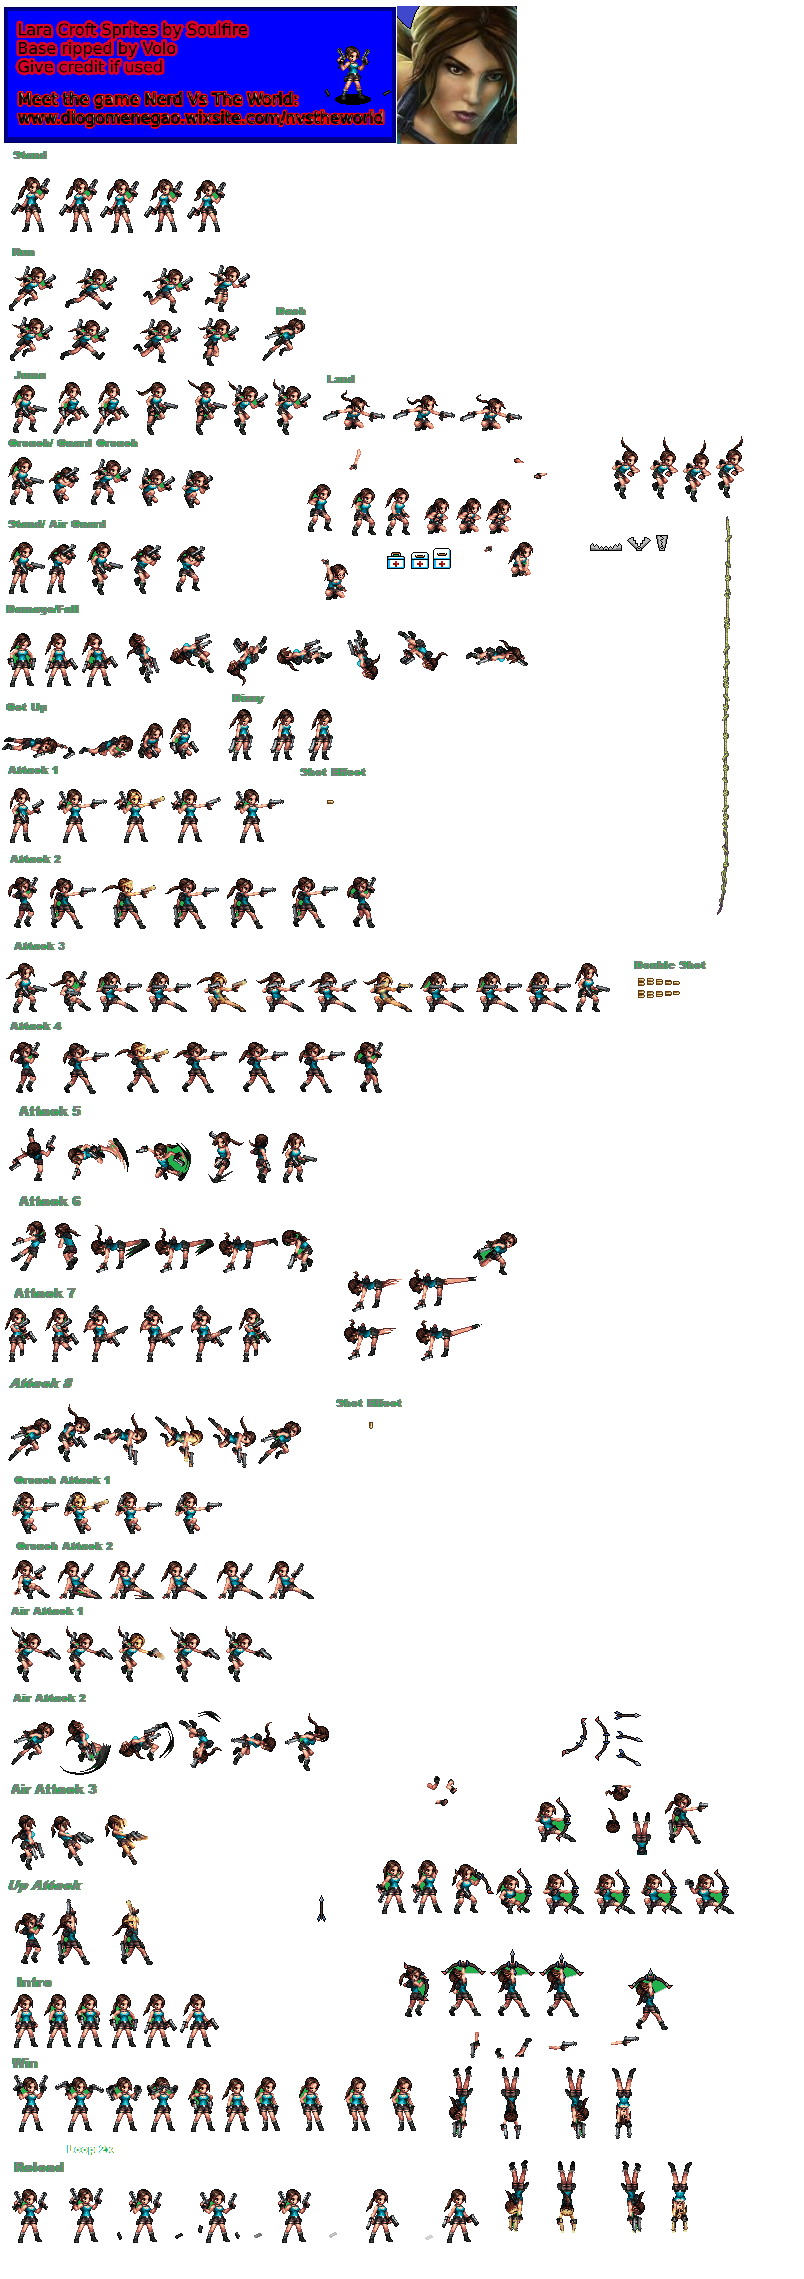 Lara Croft Sprites by Soulfire
Base ripped by Volo
Give credit if used
Meet the game Nerd Vs The World:
www.diogomenegao.wixsite.com/nvstheworld
Stand
Run
Dash
Jump
Land
Crouch/ Guard Crouch
Stand/ Air Guard
Damage/Fall
Get Up
Dizzy
Attack 1
Shot Effect
Attack 2
Attack 3
Double Shot
Attack 4
Attack 5
Attack 6
Attack 7
Attack 8
Shot Effect
Crouch Attack 1
Crouch Attack 2
Air Attack 1
Air Attack 2
Air Attack 3
Up Attack
Intro
Win
Loop 2x
Reload